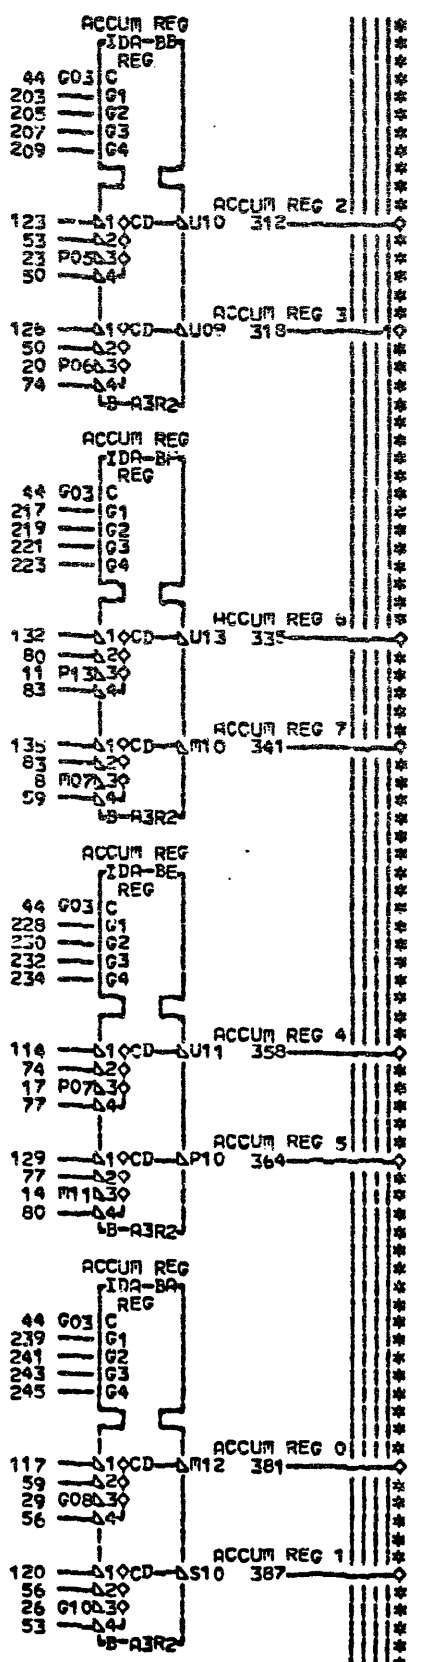 ACCUM REG
IDA-BB
REG
44 G03 C
203 G1
205 G2
207 G3
209 G4
ACCUM REG 2
123 1 CD U10 312
53 2
23 P05 3
50 4
ACCUM REG 3
126 1 CD U09 318
50 2
20 P06 3
74 4
B-A3R2
ACCUM REG
REG
44 G03 C
217 G1
219 G2
221 G3
223 G4
ACCUM REG 6
132 1 CD U13 335
80 2
11 P13 3
83 4
ACCUM REG 7
135 1 CD M10 341
83 2
8 M07 3
59 4
B-A3R2
ACCUM REG
IDA-BE
REG
44 G03 C
228 G1
230 G2
232 G3
234 G4
ACCUM REG 4
114 1 CD U11 358
74 2
17 P07 3
77 4
ACCUM REG 5
129 1 CD P10 364
77 2
14 M11 3
80 4
B-A3R2
ACCUM REG
IDA-BA
REG
44 G03 C
239 G1
241 G2
243 G3
245 G4
ACCUM REG 0
117 1 CD M12 381
59 2
29 G08 3
56 4
ACCUM REG 1
120 1 CD S10 387
56 2
26 G10 3
53 4
B-A3R2